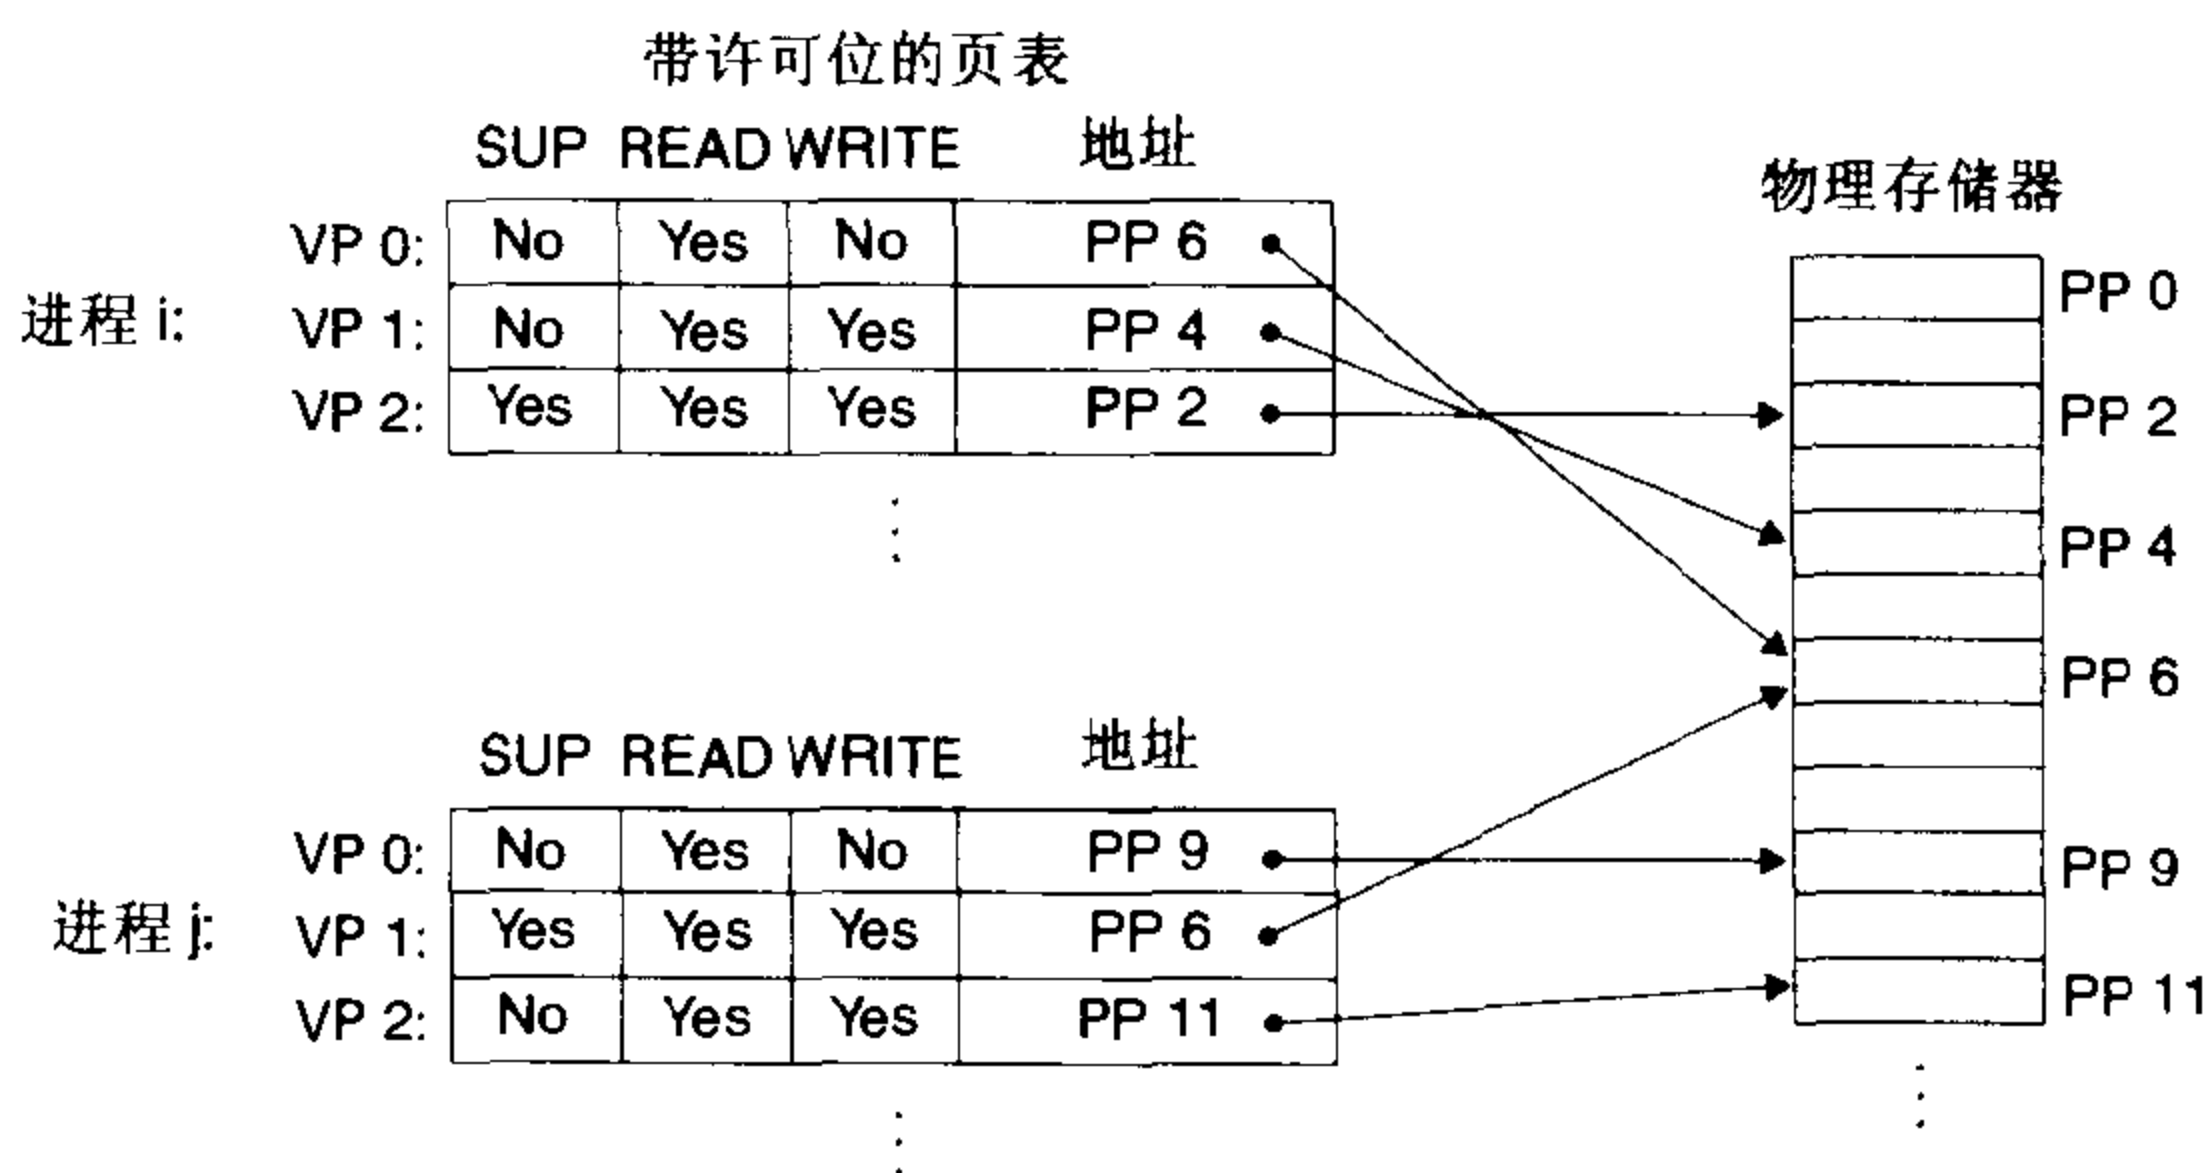 带许可位的页表
SUP READ WRITE 地址
物理存储器
进程 i:
VP 0: No Yes No PP 6
VP 1: No Yes Yes PP 4
VP 2: Yes Yes Yes PP 2
PP 0
PP 2
PP 4
PP 6
PP 9
PP 11
SUP READ WRITE 地址
进程 j:
VP 0: No Yes No PP 9
VP 1: Yes Yes Yes PP 6
VP 2: No Yes Yes PP 11